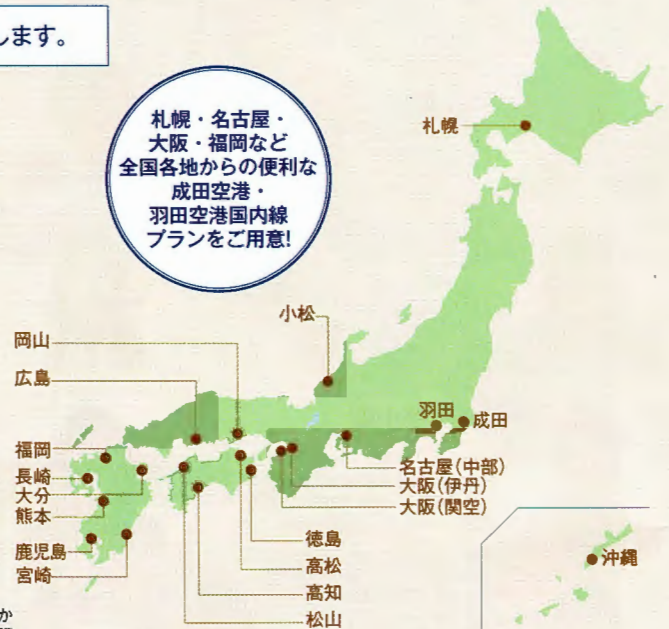 します。
札幌・名古屋・
大阪・福岡など
全国各地からの便利な
成田空港・
羽田空港国内線
プランをご用意!
札幌
小松
岡山
広島
羽田
成田
福岡
長崎
大分
熊本
鹿児島
宮崎
名古屋(中部)
大阪(伊丹)
大阪(関空)
徳島
高松
高知
松山
沖縄
か